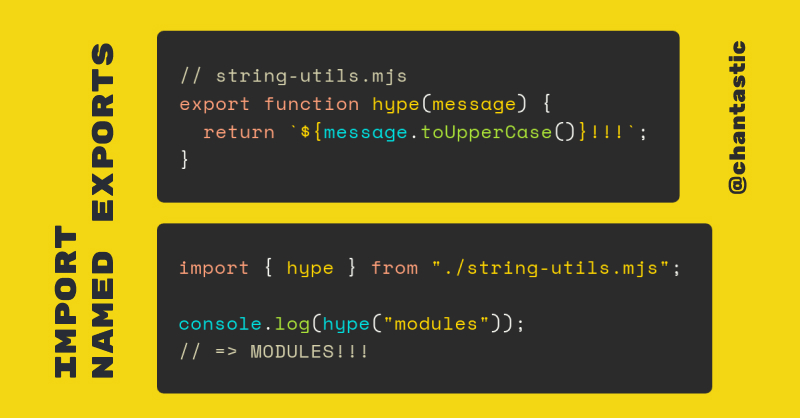 IMPORT
NAMED EXPORTS
// string-utils.mjs
export function hype(message) {
  return `${message.toUpperCase()}!!!`;
}
import { hype } from "./string-utils.mjs";
console.log(hype("modules"));
// => MODULES!!!
@chantastic